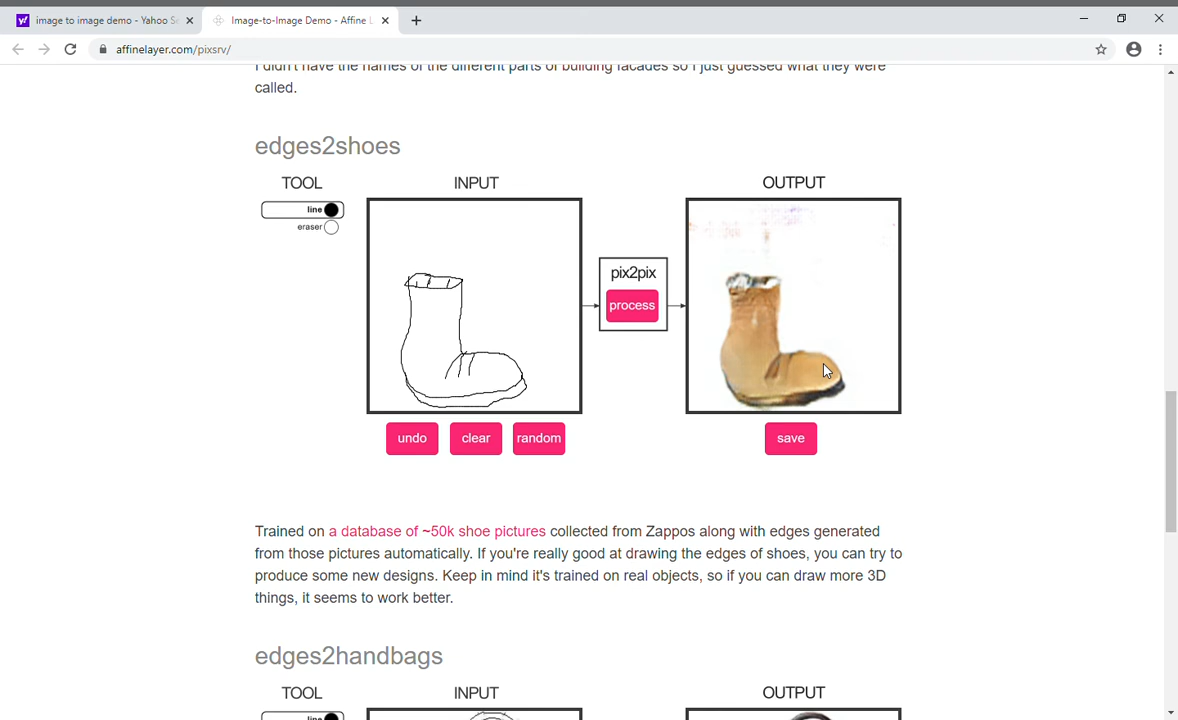 image to image demo - Yahoo S
Image-to-Image Demo - Affine L
affinelayer.com/pixsrv/
I didn't have the names of the different parts of building facades so I just guessed what they were
called.
edges2shoes
TOOL
INPUT
OUTPUT
line
eraser
pix2pix
process
undo
clear
random
save
Trained on a database of ~50k shoe pictures collected from Zappos along with edges generated
from those pictures automatically. If you're really good at drawing the edges of shoes, you can try to
produce some new designs. Keep in mind it's trained on real objects, so if you can draw more 3D
things, it seems to work better.
edges2handbags
TOOL
INPUT
OUTPUT
line